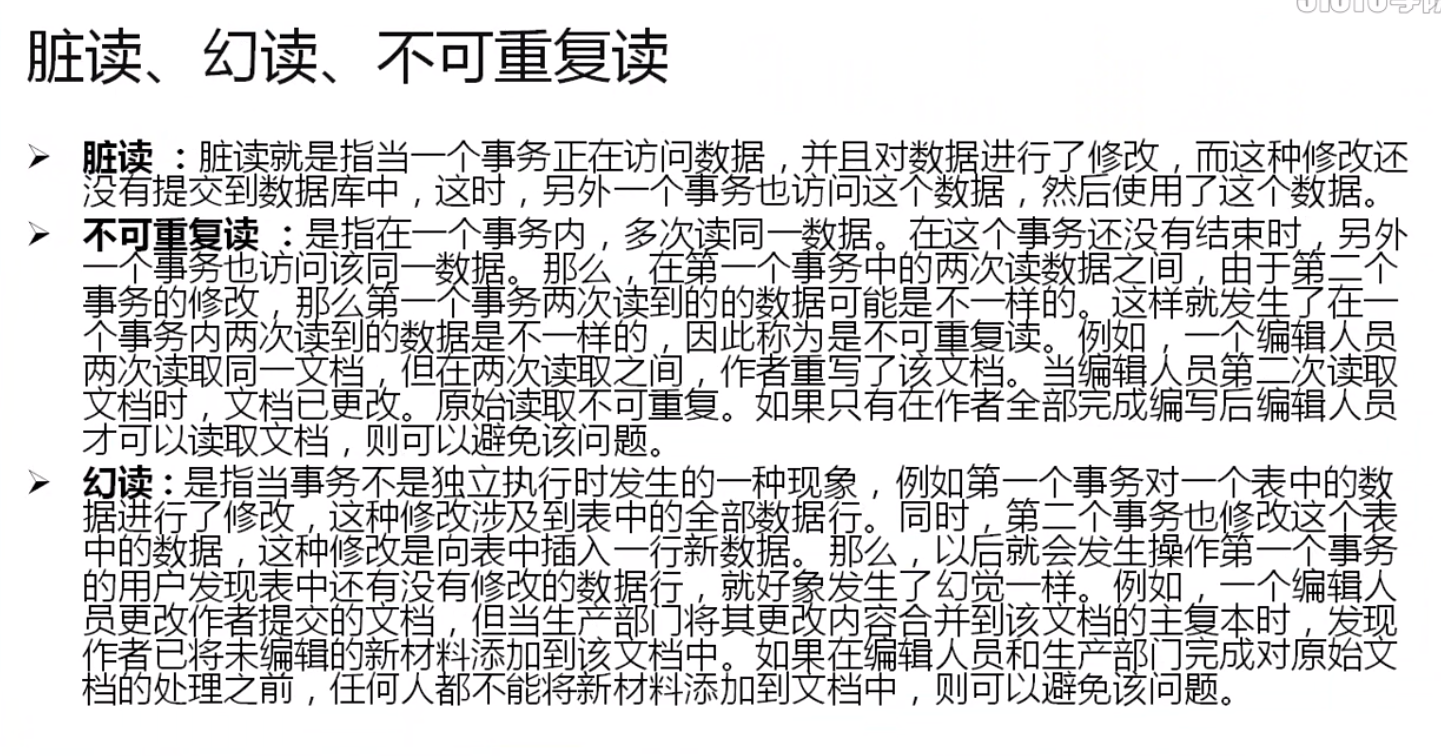 脏读、幻读、不可重复读
➢ 脏读 ：脏读就是指当一个事务正在访问数据，并且对数据进行了修改，而这种修改还
没有提交到数据库中，这时，另外一个事务也访问这个数据，然后使用了这个数据。
➢ 不可重复读 ：是指在一个事务内，多次读同一数据。在这个事务还没有结束时，另外
一个事务也访问该同一数据。那么，在第一个事务中的两次读数据之间，由于第二个
事务的修改，那么第一个事务两次读到的的数据可能是不一样的。这样就发生了在一
个事务内两次读到的数据是不一样的，因此称为是不可重复读。例如，一个编辑人员
两次读取同一文档，但在两次读取之间，作者重写了该文档。当编辑人员第二次读取
文档时，文档已更改。原始读取不可重复。如果只有在作者全部完成编写后编辑人员
才可以读取文档，则可以避免该问题。
➢ 幻读：是指当事务不是独立执行时发生的一种现象，例如第一个事务对一个表中的数
据进行了修改，这种修改涉及到表中的全部数据行。同时，第二个事务也修改这个表
中的数据，这种修改是向表中插入一行新数据。那么，以后就会发生操作第一个事务
的用户发现表中还有没有修改的数据行，就好象发生了幻觉一样。例如，一个编辑人
员更改作者提交的文档，但当生产部门将其更改内容合并到该文档的主复本时，发现
作者已将未编辑的新材料添加到该文档中。如果在编辑人员和生产部门完成对原始文
档的处理之前，任何人都不能将新材料添加到文档中，则可以避免该问题。